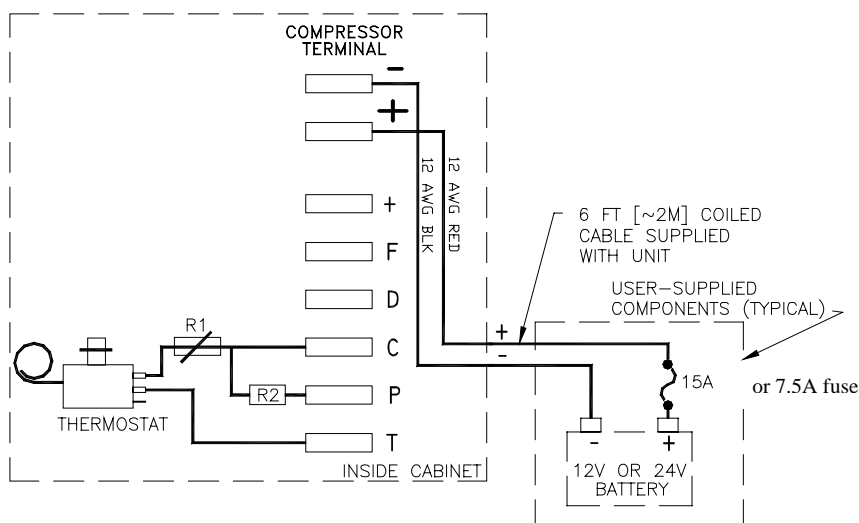 COMPRESSOR
TERMINAL
-
+
12 AWG BLK
12 AWG RED
+
F
D
C
P
T
R1
R2
THERMOSTAT
INSIDE CABINET
6 FT [~2M] COILED
CABLE SUPPLIED
WITH UNIT
USER-SUPPLIED
COMPONENTS (TYPICAL)
+
-
15A
or 7.5A fuse
- +
12V OR 24V
BATTERY